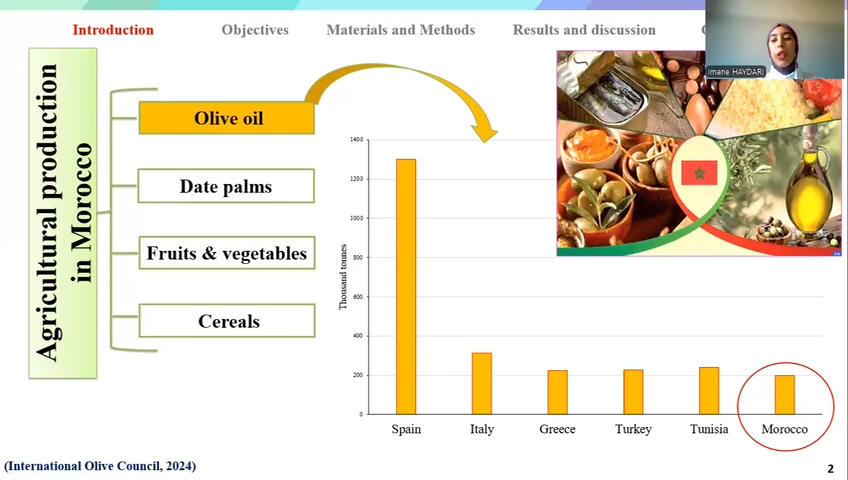 Introduction
Objectives
Materials and Methods
Results and discussion
Imane HAYDARI
Agricultural production
in Morocco
Olive oil
Date palms
Fruits & vegetables
Cereals
Thousand tonnes
1400
1200
1000
600
400
200
0
Spain
Italy
Greece
Turkey
Tunisia
Morocco
(International Olive Council, 2024)
2